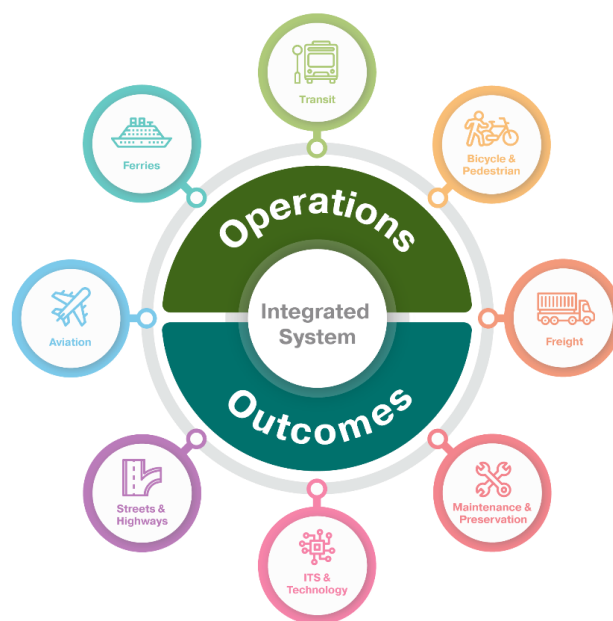 Transit
Ferries
Bicycle &
Pedestrian
Operations
Integrated
System
Aviation
Freight
Outcomes
Streets &
Highways
Maintenance &
Preservation
ITS &
Technology